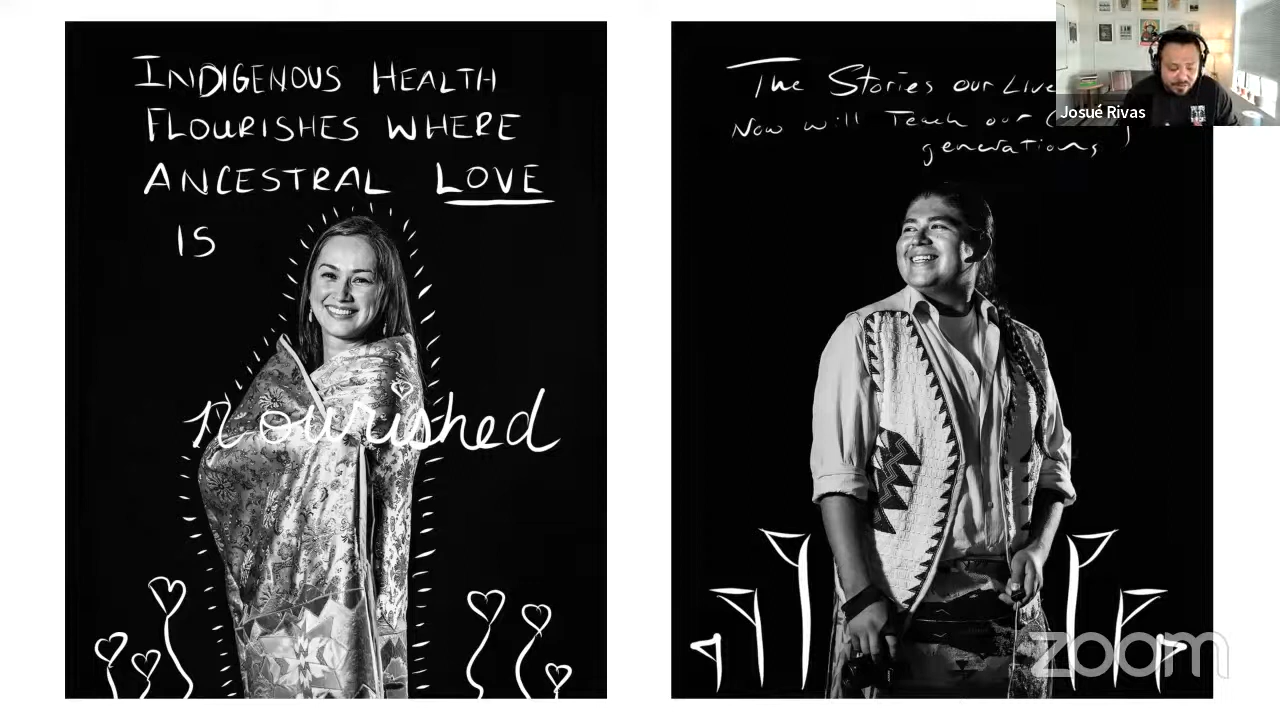 INDIGENOUS HEALTH
FLOURISHES WHERE
ANCESTRAL LOVE
IS
nourished
The Stories our Live
Now will Teach our
generations
Josué Rivas
zoom